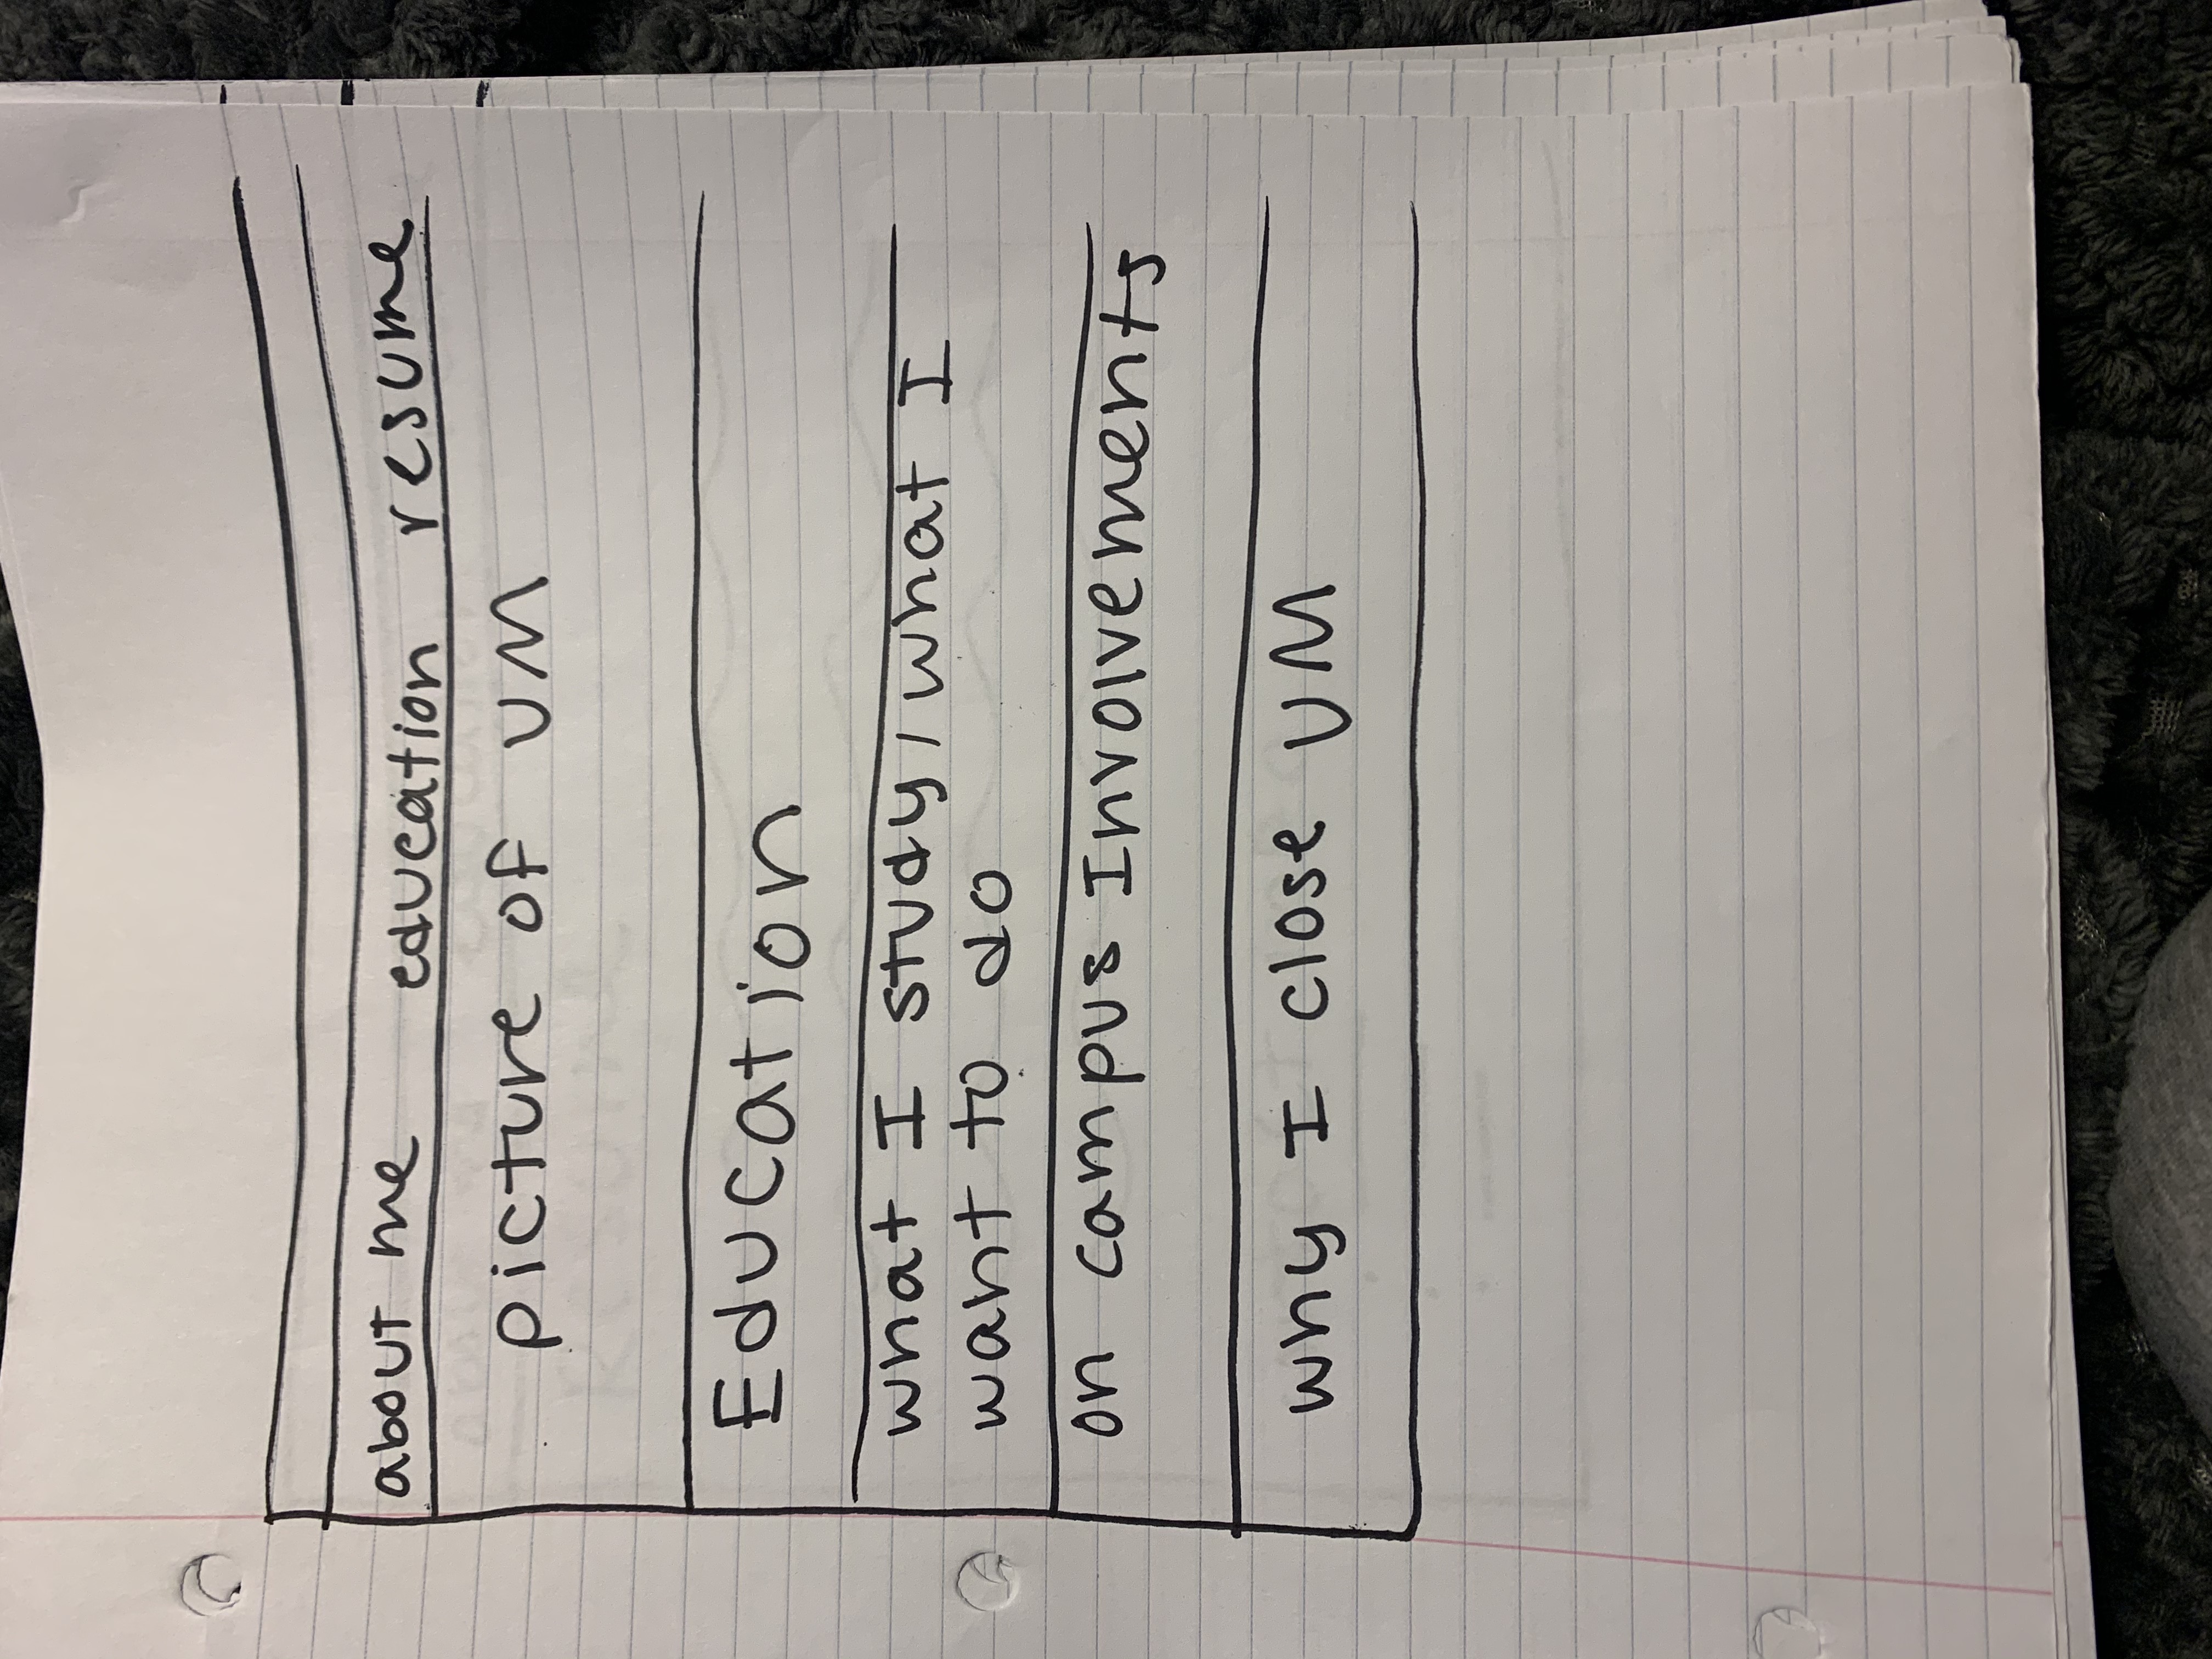 about me education resume
picture of UM
Education
what I study, what I
want to do
on campus Involvements
why I close UM